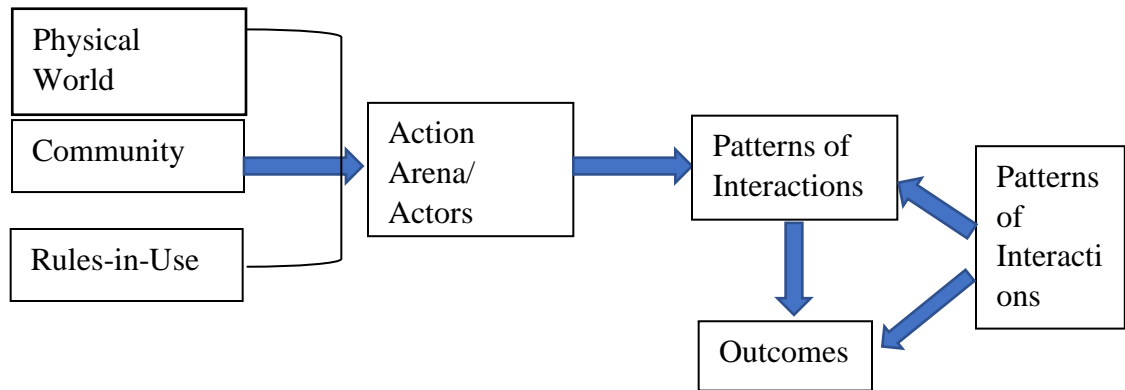 Physical
World
Community
Rules-in-Use
Action
Arena/
Actors
Patterns of
Interactions
Outcomes
Patterns
of
Interacti
ons